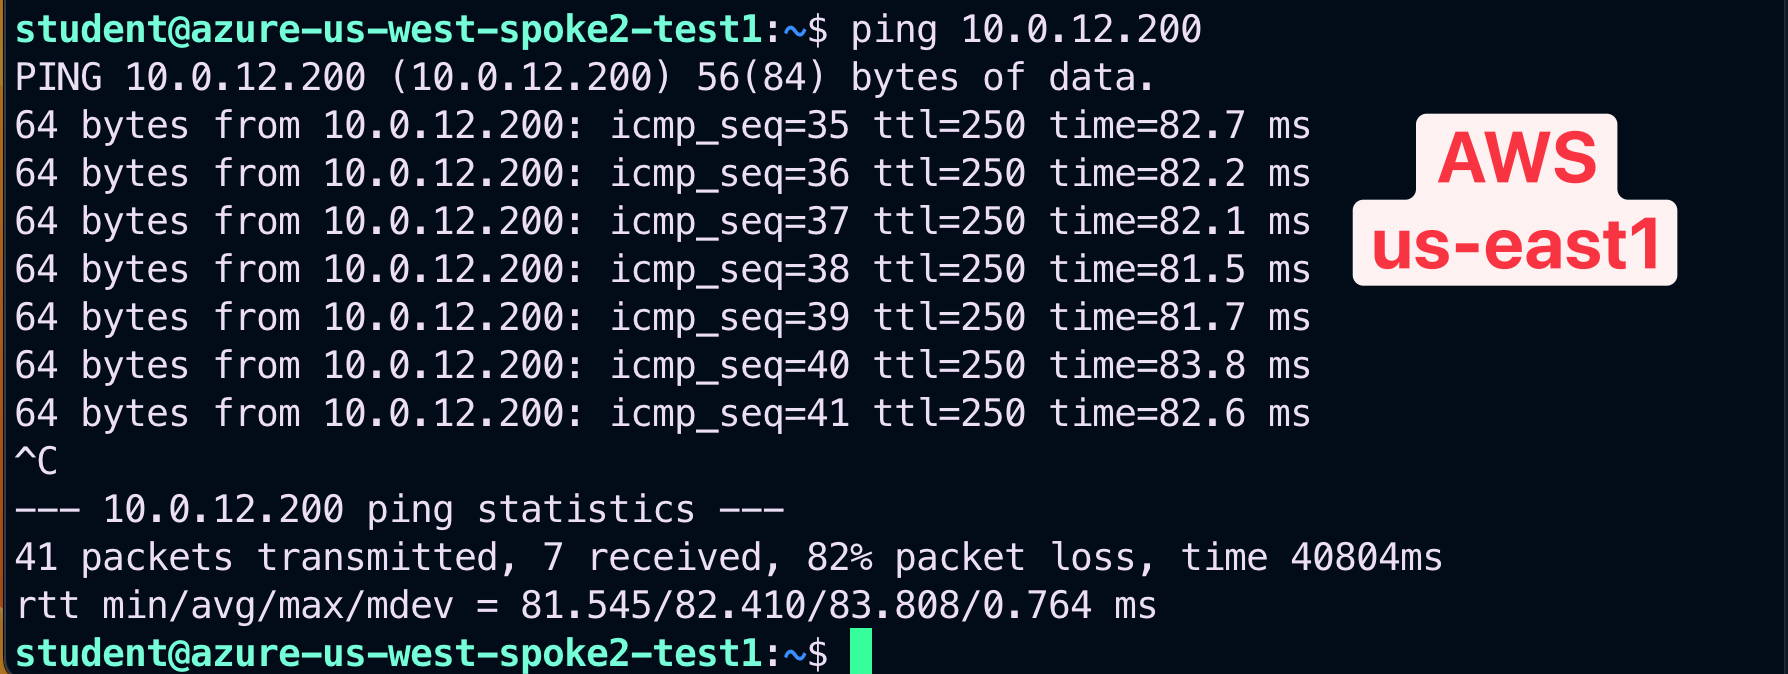 student@azure-us-west-spoke2-test1:~$ ping 10.0.12.200
PING 10.0.12.200 (10.0.12.200) 56(84) bytes of data.
64 bytes from 10.0.12.200: icmp_seq=35 ttl=250 time=82.7 ms
64 bytes from 10.0.12.200: icmp_seq=36 ttl=250 time=82.2 ms
64 bytes from 10.0.12.200: icmp_seq=37 ttl=250 time=82.1 ms
64 bytes from 10.0.12.200: icmp_seq=38 ttl=250 time=81.5 ms
64 bytes from 10.0.12.200: icmp_seq=39 ttl=250 time=81.7 ms
64 bytes from 10.0.12.200: icmp_seq=40 ttl=250 time=83.8 ms
64 bytes from 10.0.12.200: icmp_seq=41 ttl=250 time=82.6 ms
^C
--- 10.0.12.200 ping statistics ---
41 packets transmitted, 7 received, 82% packet loss, time 40804ms
rtt min/avg/max/mdev = 81.545/82.410/83.808/0.764 ms
student@azure-us-west-spoke2-test1:~$
AWS
us-east1